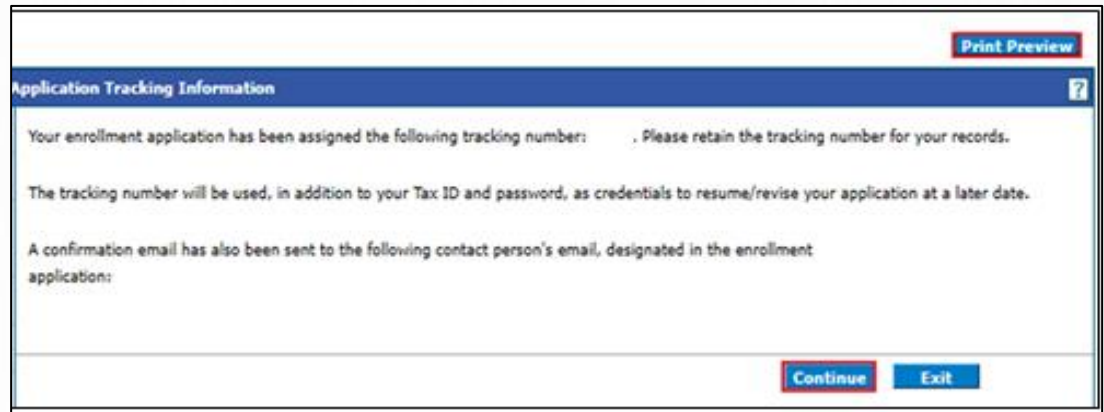 Print Preview
Application Tracking Information ?
Your enrollment application has been assigned the following tracking number: . Please retain the tracking number for your records.
The tracking number will be used, in addition to your Tax ID and password, as credentials to resume/revise your application at a later date.
A confirmation email has also been sent to the following contact person's email, designated in the enrollment
application:
Continue Exit